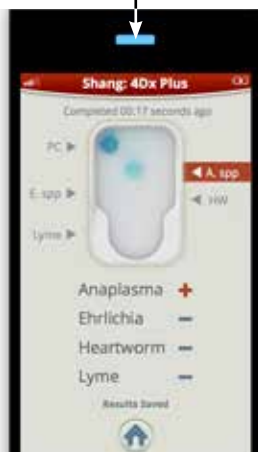 Shang: 4Dx Plus
Completed 00:17 seconds ago
PC ▶
◀ A. spp
E. spp ▶
◀ HW
Lyme ▶
Anaplasma +
Ehrlichia −
Heartworm −
Lyme −
Results Saved